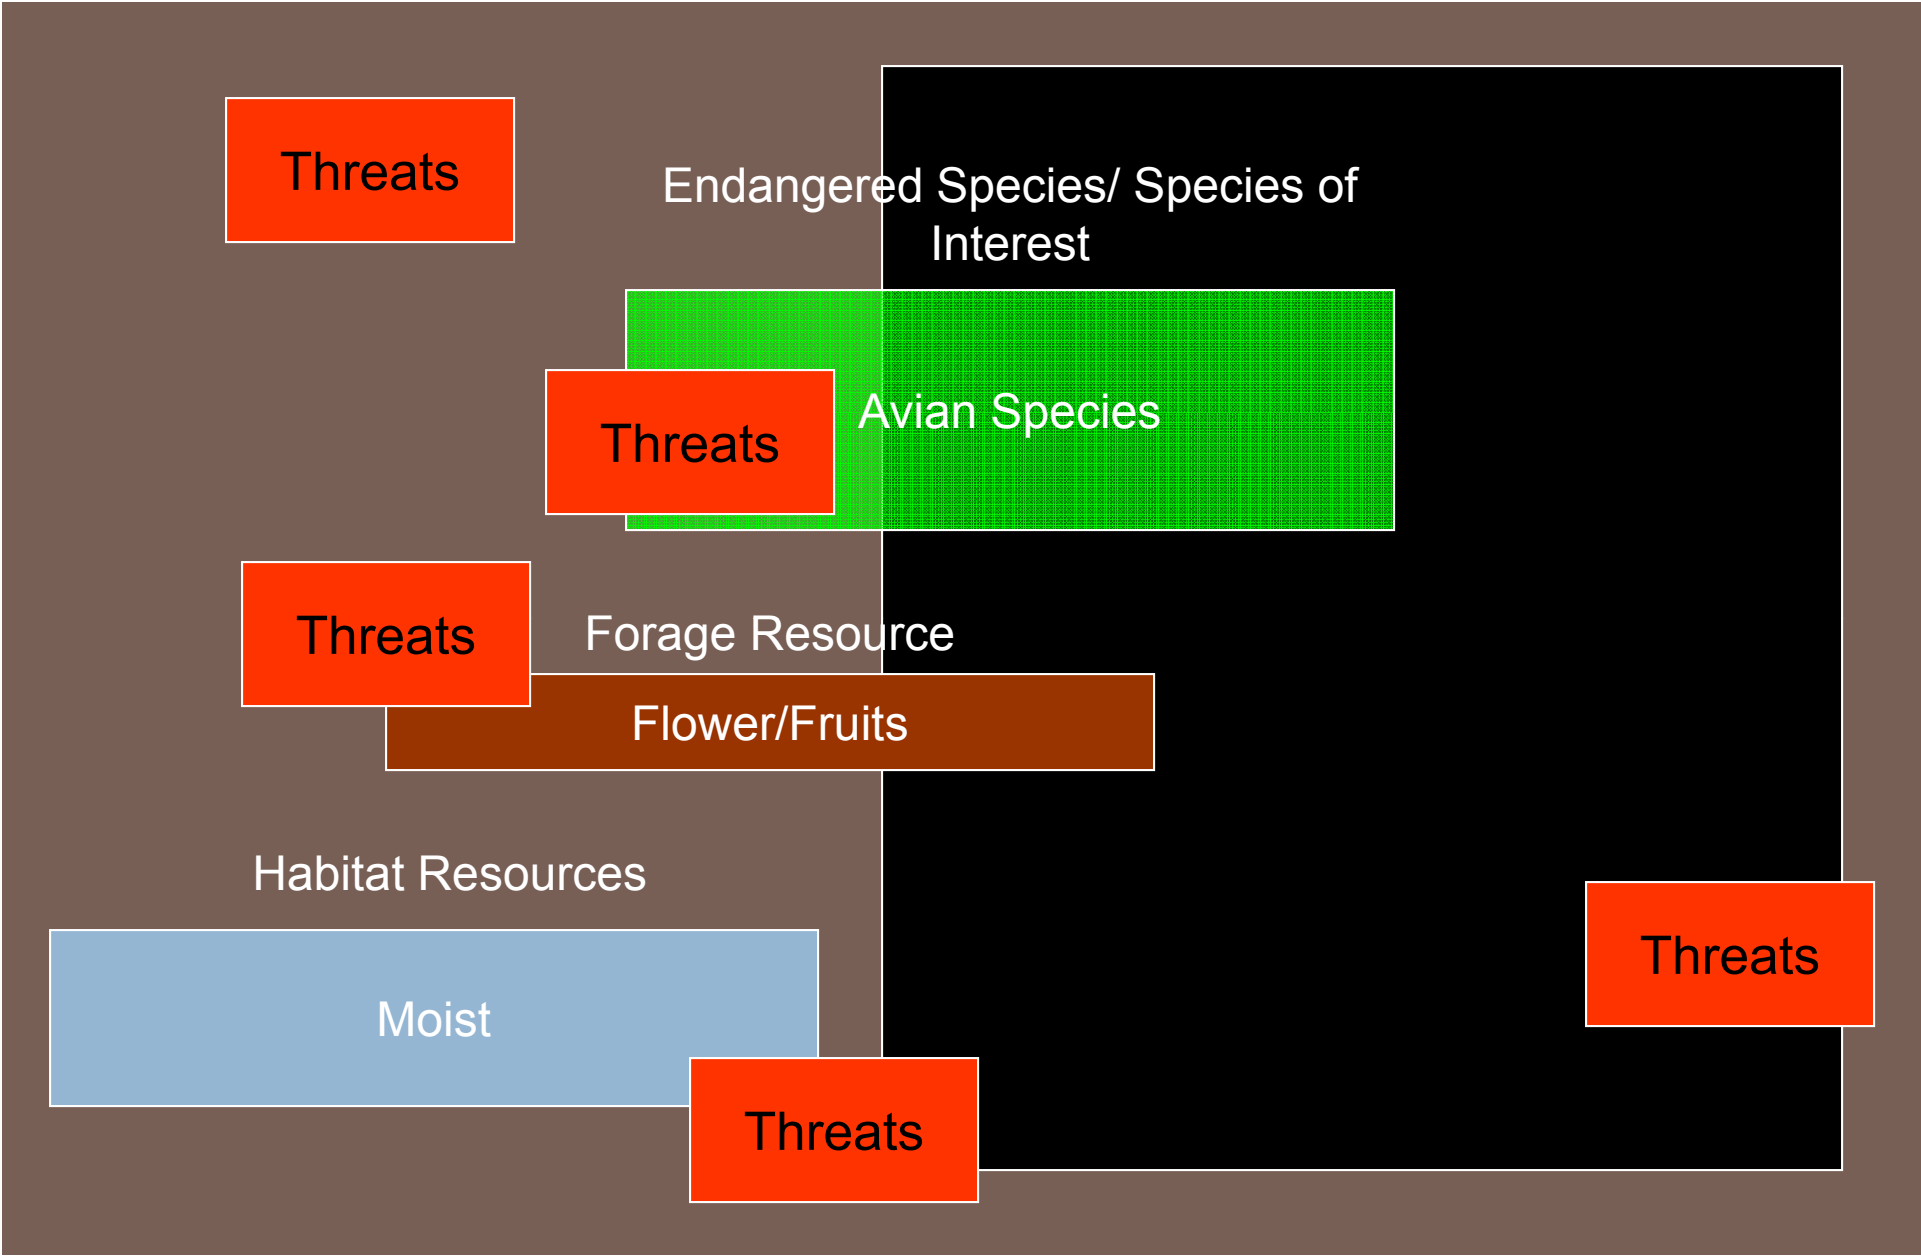 Threats
Endangered Species/ Species of
Interest
Avian Species
Threats
Threats
Forage Resource
Flower/Fruits
Habitat Resources
Moist
Threats
Threats